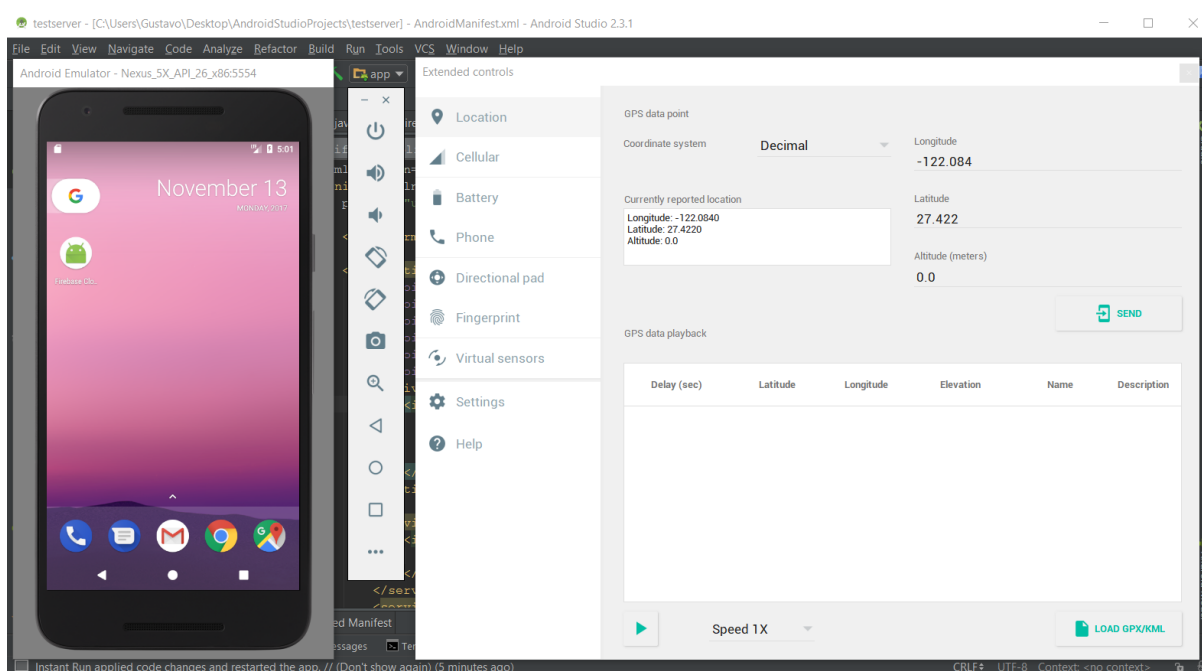 testserver - [C:\Users\Gustavo\Desktop\AndroidStudioProjects\testserver] - AndroidManifest.xml - Android Studio 2.3.1
File Edit View Navigate Code Analyze Refactor Build Run Tools VCS Window Help
Android Emulator - Nexus_5X_API_26_x86:5554
app
Extended controls
5:01
G
November 13
MONDAY, 2017
Firebase Clo..
Location
Cellular
Battery
Phone
Directional pad
Fingerprint
Virtual sensors
Settings
Help
GPS data point
Coordinate system
Decimal
Longitude
-122.084
Currently reported location
Longitude: -122.0840
Latitude: 27.4220
Altitude: 0.0
Latitude
27.422
Altitude (meters)
0.0
SEND
GPS data playback
Delay (sec) Latitude Longitude Elevation Name Description
Speed 1X
LOAD GPX/KML
</serv
ed Manifest
essages Ter
Instant Run applied code changes and restarted the app. // (Don't show again) (5 minutes ago)
CRLF UTF-8 Context: <no context>